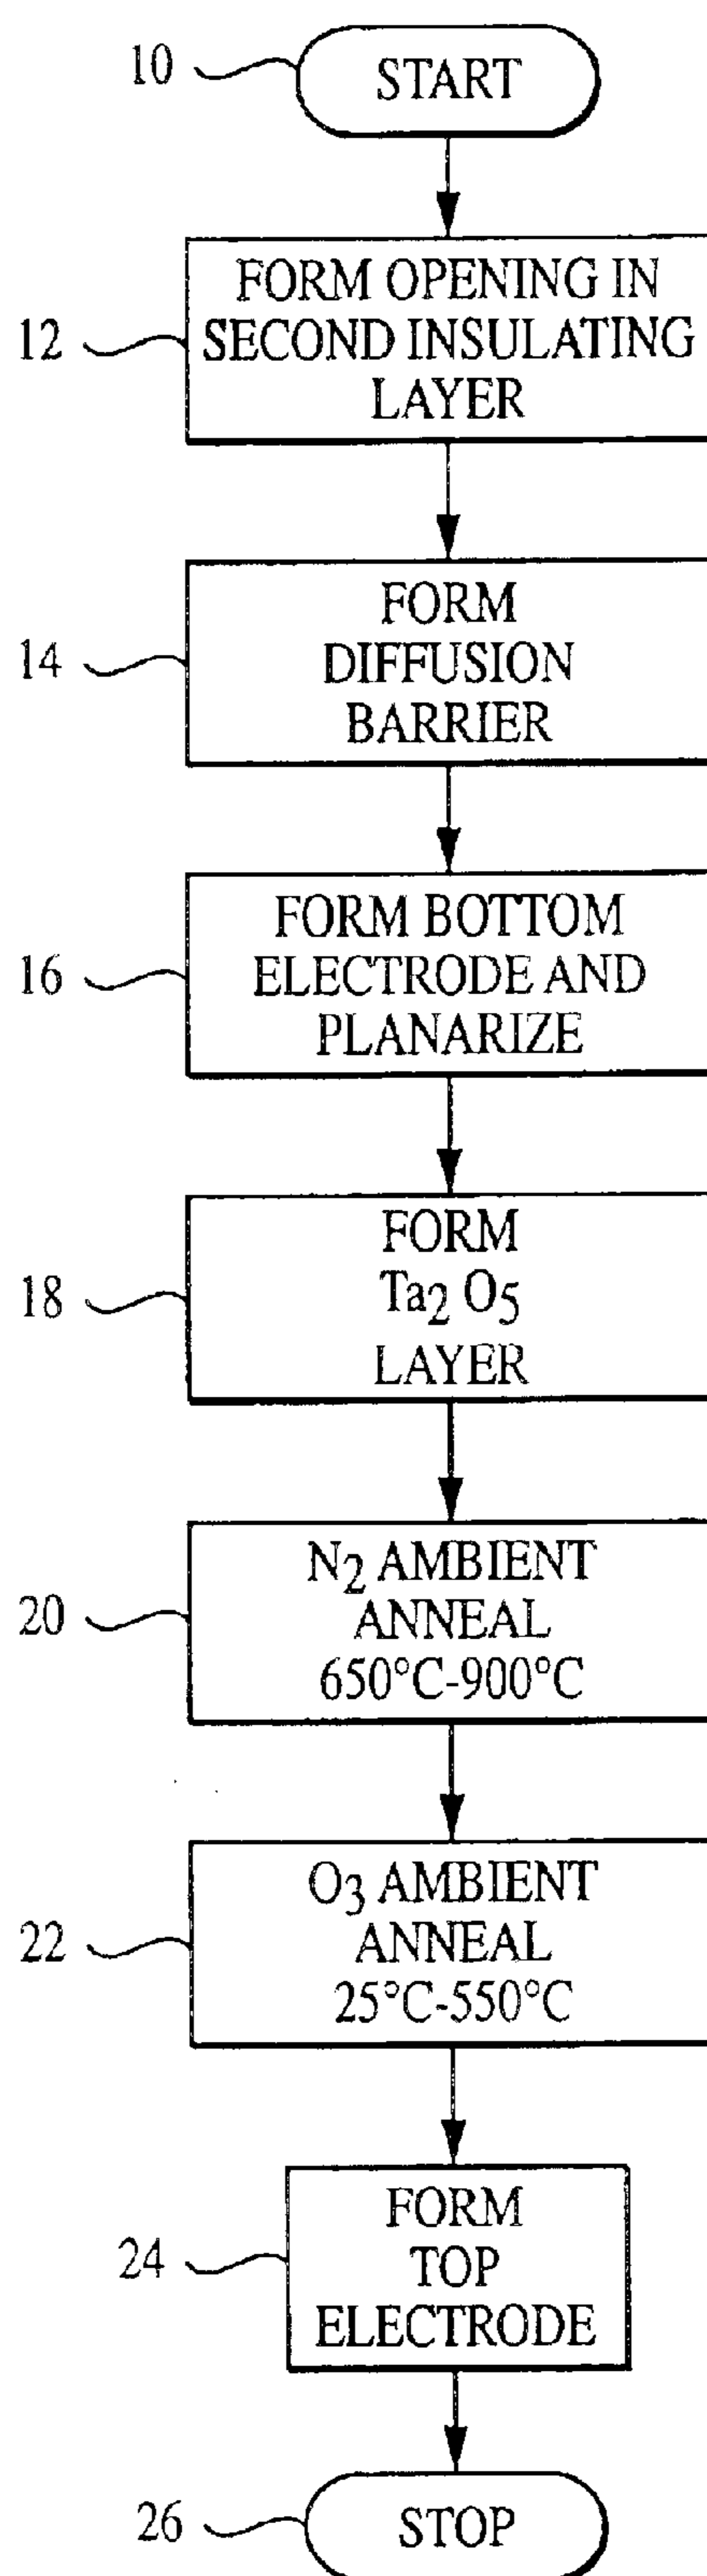 10
START
12
FORM OPENING IN
SECOND INSULATING
LAYER
14
FORM
DIFFUSION
BARRIER
16
FORM BOTTOM
ELECTRODE AND
PLANARIZE
18
FORM
Ta2 O5
LAYER
20
N2 AMBIENT
ANNEAL
650°C-900°C
22
O3 AMBIENT
ANNEAL
25°C-550°C
24
FORM
TOP
ELECTRODE
26
STOP